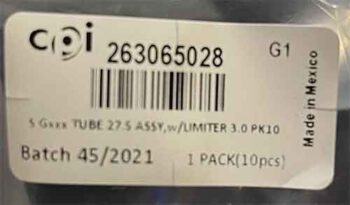 cpi 263065028 G1
S Gxxx TUBE 27.5 ASSY,w/LIMITER 3.0 PK10
Batch 45/2021 1 PACK(10pcs)
Made in Mexico